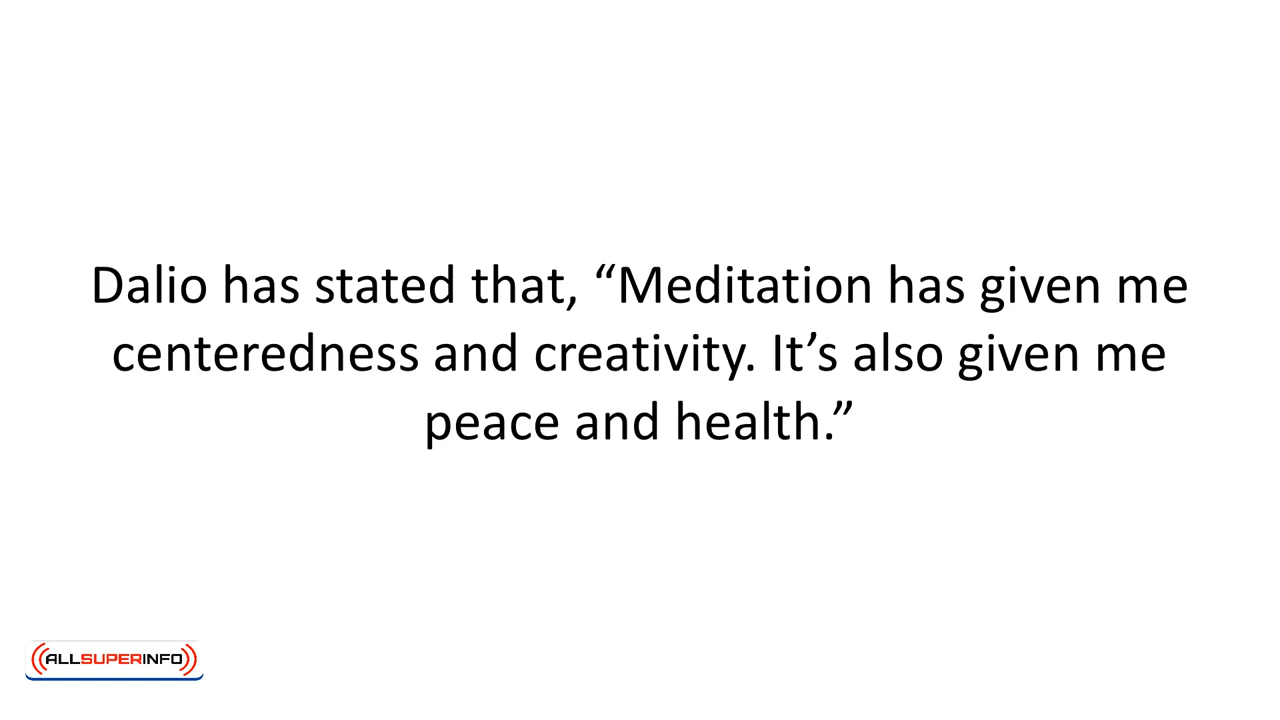 Dalio has stated that, “Meditation has given me
centeredness and creativity. It’s also given me
peace and health.”
ALLSUPERINFO